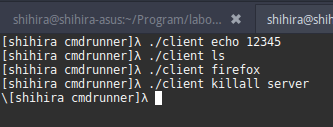 shihira@shihira-asus:~/Program/labo...
shihira@shihi
[shihira cmdrunner]λ ./client echo 12345
[shihira cmdrunner]λ ./client ls
[shihira cmdrunner]λ ./client firefox
[shihira cmdrunner]λ ./client killall server
\[shihira cmdrunner]λ